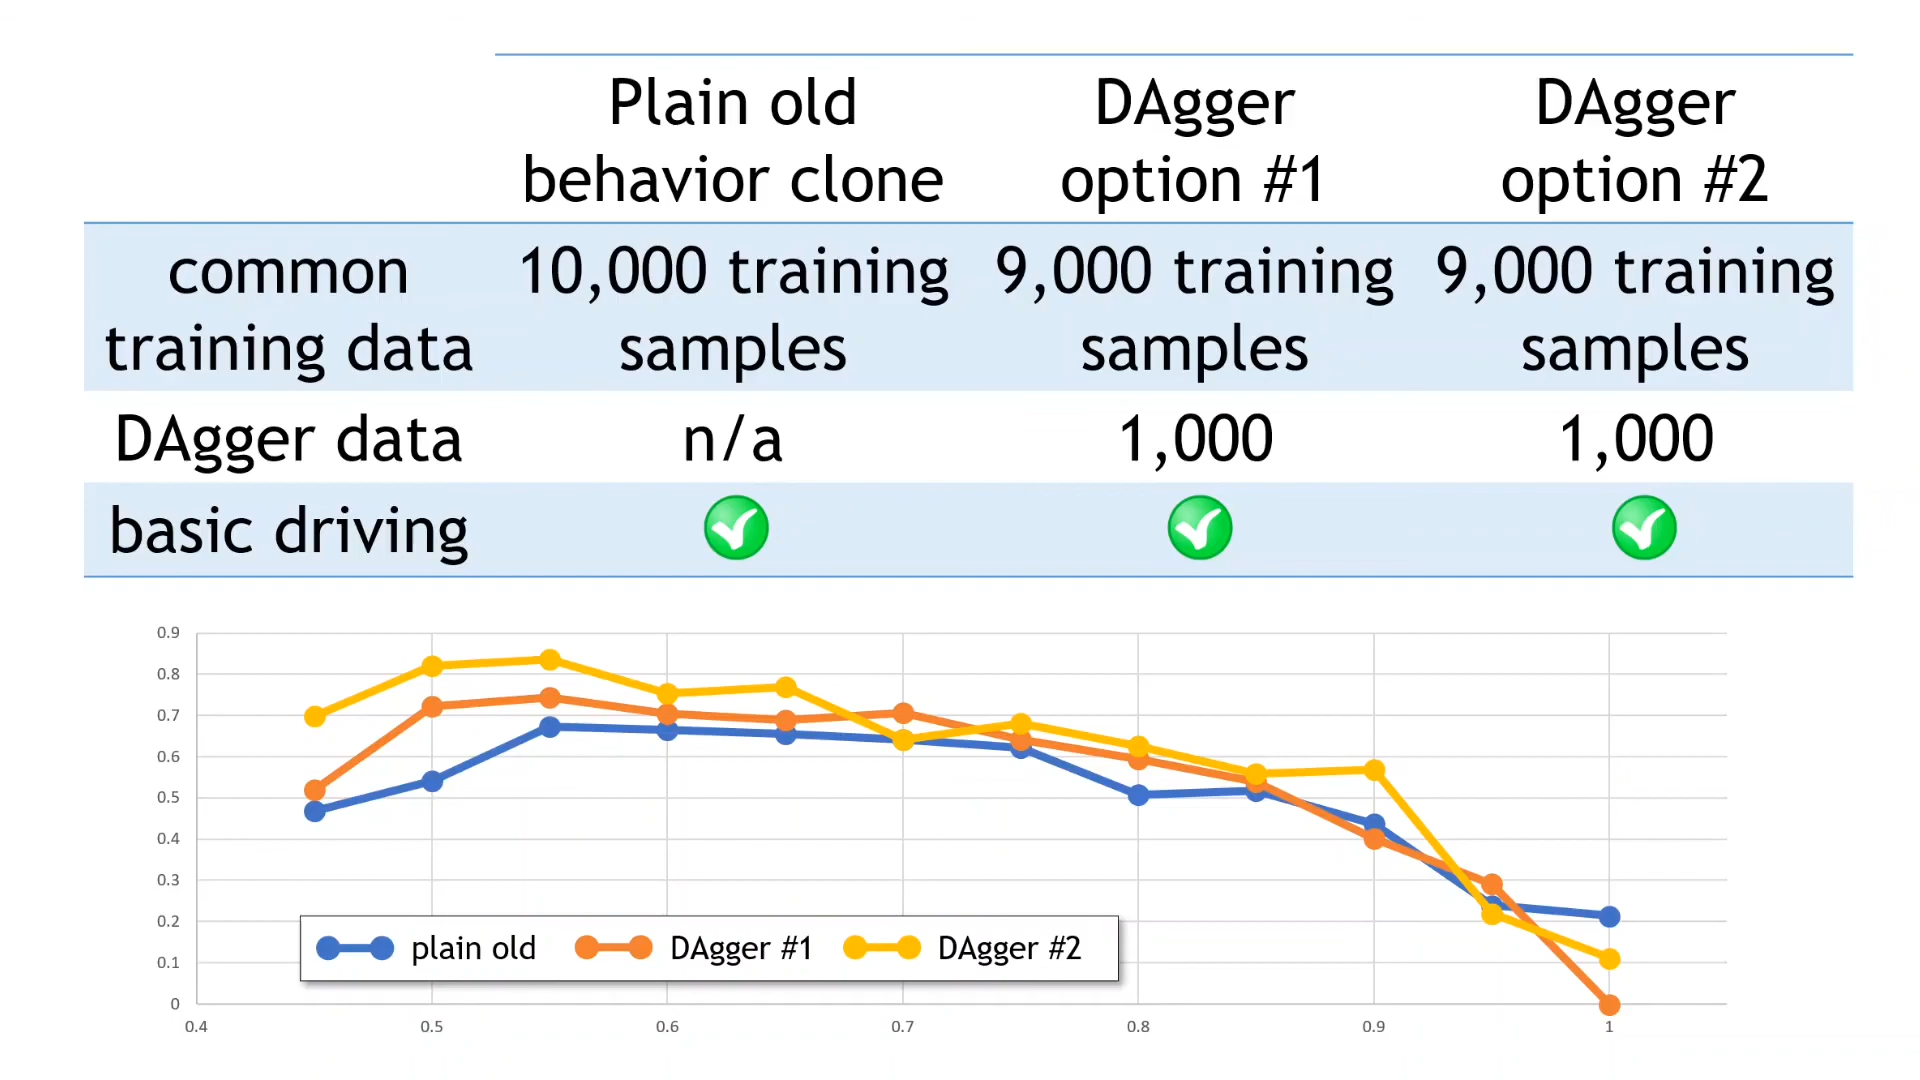 Plain old
behavior clone
DAgger
option #1
DAgger
option #2
common
training data
10,000 training
samples
9,000 training
samples
9,000 training
samples
DAgger data
n/a
1,000
1,000
basic driving
0.9
0.8
0.7
0.6
0.5
0.4
0.3
0.2
0.1
0
plain old
DAgger #1
DAgger #2
0.4
0.5
0.6
0.7
0.8
0.9
1